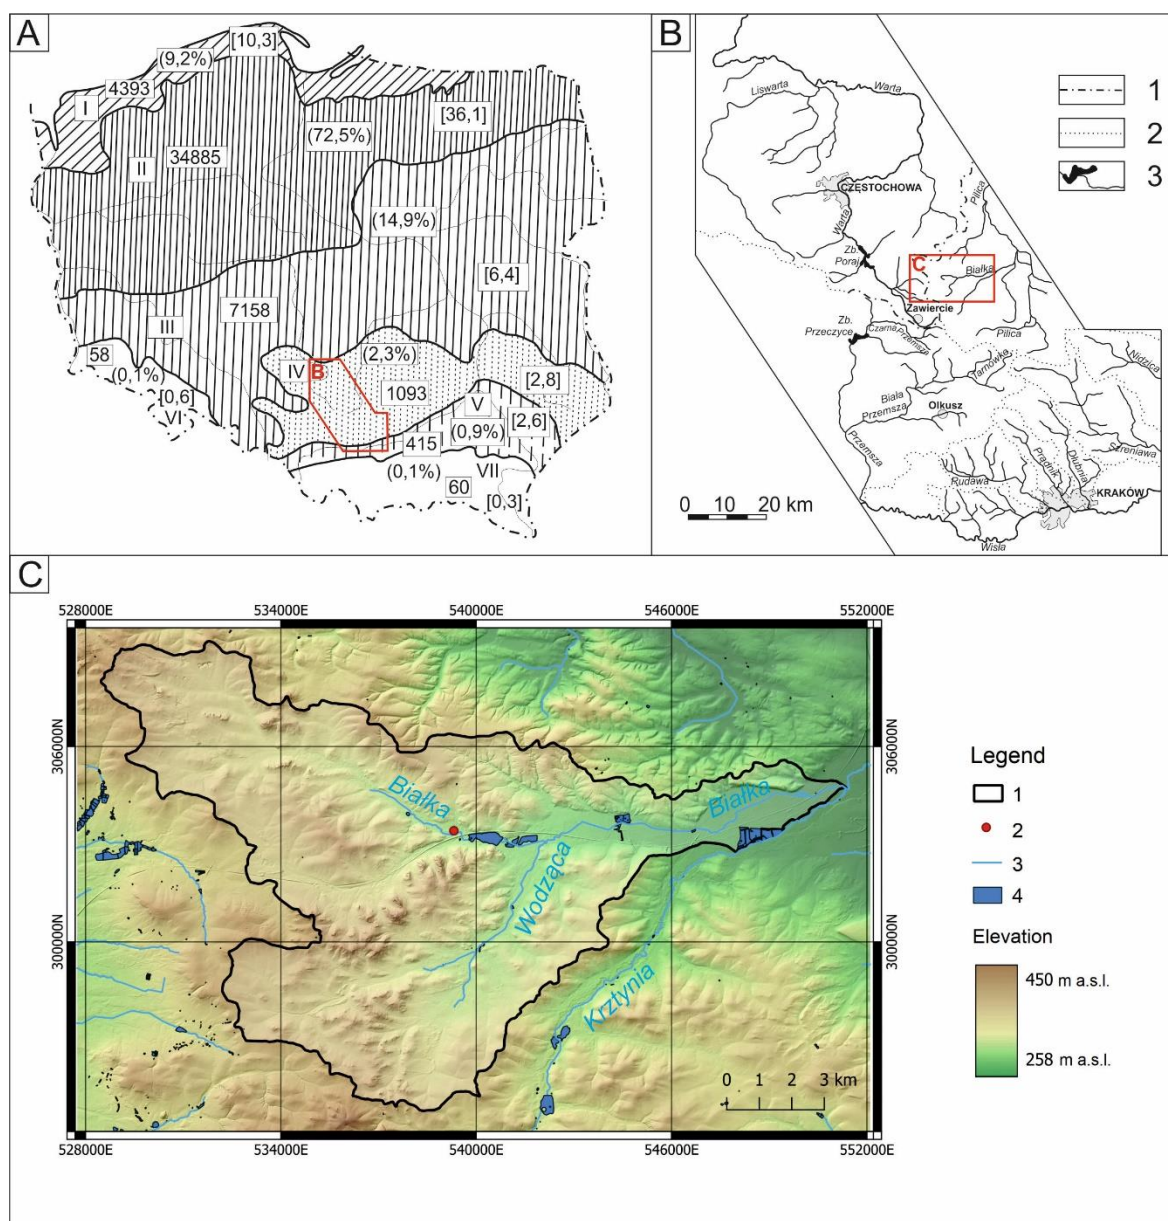 A
[10,3]
(9,2%)
4393
I
[36,1]
(72,5%)
34885
II
(14,9%)
[6,4]
7158
III
58
(0,1%)
[0,6]
VI
IV
B
(2,3%)
1093
[2,8]
V
(0,9%)
[2,6]
415
(0,1%)
VII
60
[0,3]
B
1
2
3
Liswarta
Warta
CZĘSTOCHOWA
Warta
Pilica
Zb.
Poraj
C
Białka
Zawiercie
Zb.
Przeczyce
Czarna
Przemsza
Pilica
Nidzica
Tarnówka
Biała
Przemsza
Olkusz
Przemsza
Szreniawa
Prądnik
Dłubnia
Rudawa
KRAKÓW
Wisła
0 10 20 km
C
528000E 534000E 540000E 546000E 552000E
306000N
306000N
Białka
Białka
Wodząca
300000N
300000N
Krztynia
0 1 2 3 km
528000E 534000E 540000E 546000E 552000E
Legend
1
2
3
4
Elevation
450 m a.s.l.
258 m a.s.l.